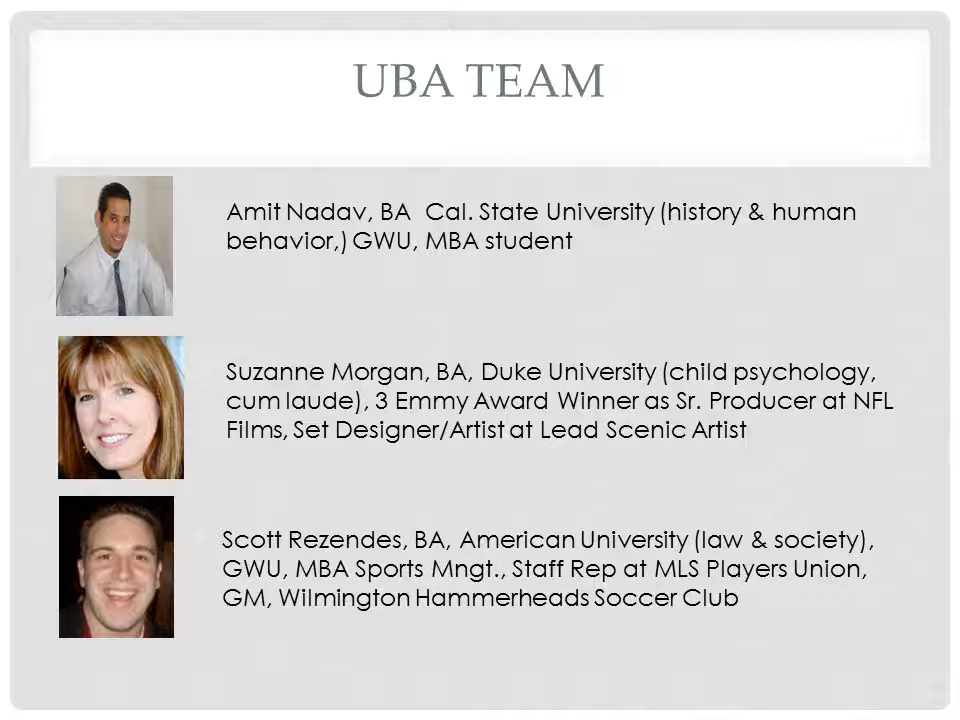 UBA TEAM
Amit Nadav, BA  Cal. State University (history & human
behavior,) GWU, MBA student
Suzanne Morgan, BA, Duke University (child psychology,
cum laude), 3 Emmy Award Winner as Sr. Producer at NFL
Films, Set Designer/Artist at Lead Scenic Artist
Scott Rezendes, BA, American University (law & society),
GWU, MBA Sports Mngt., Staff Rep at MLS Players Union,
GM, Wilmington Hammerheads Soccer Club